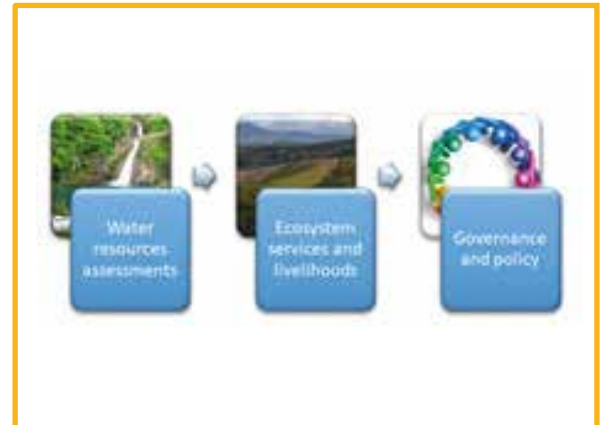 Water
resources
assessments
Ecosystem
services and
livelihoods
Governance
and policy